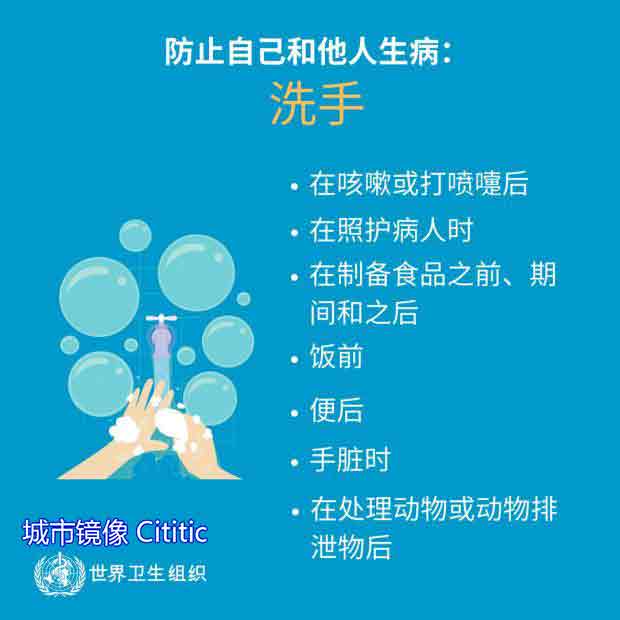 防止自己和他人生病：
洗手
• 在咳嗽或打喷嚏后
• 在照护病人时
• 在制备食品之前、期
间和之后
• 饭前
• 便后
• 手脏时
• 在处理动物或动物排
泄物后
城市镜像 Cititic
世界卫生组织